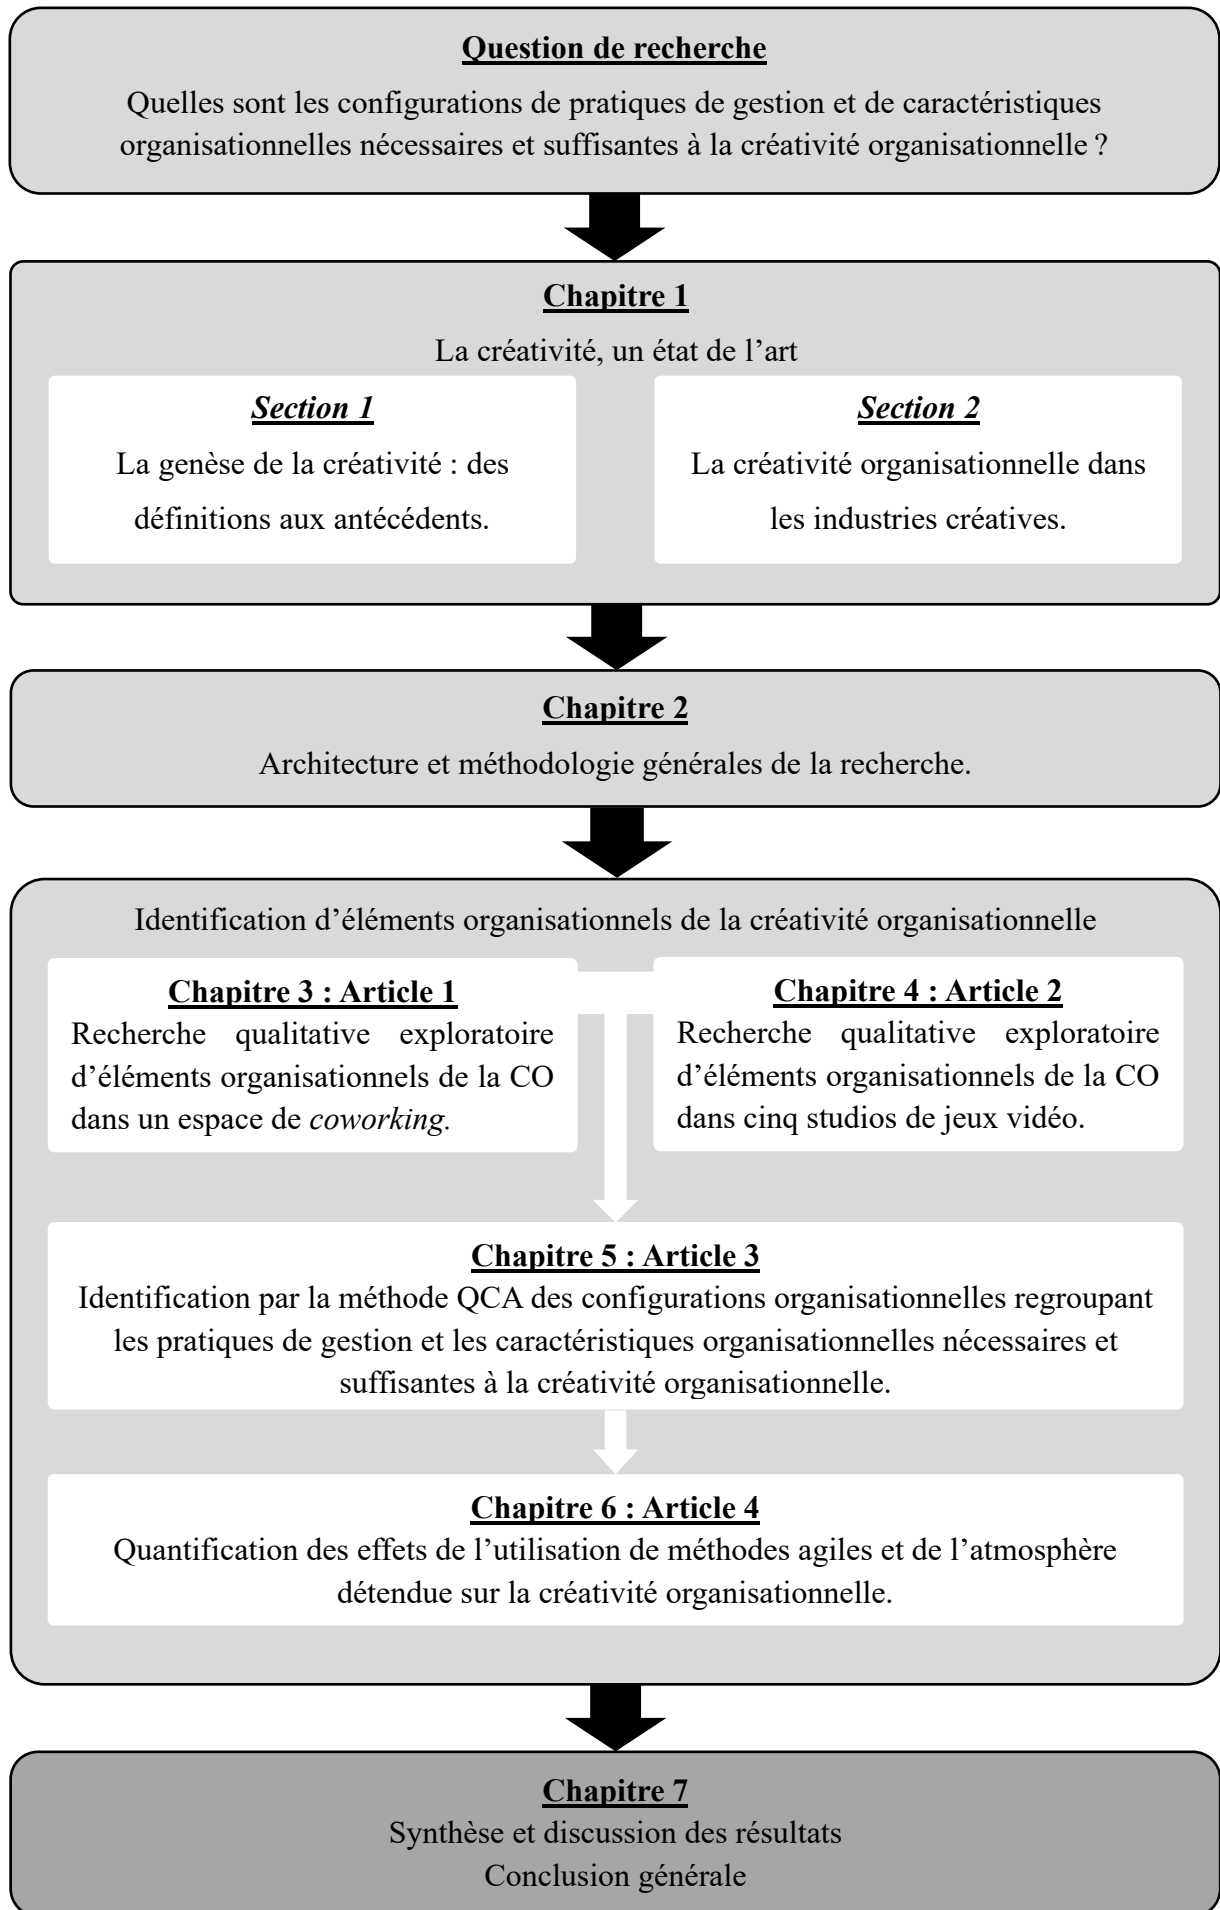 Question de recherche
Quelles sont les configurations de pratiques de gestion et de caractéristiques
organisationnelles nécessaires et suffisantes à la créativité organisationnelle ?
Chapitre 1
La créativité, un état de l’art
Section 1
La genèse de la créativité : des
définitions aux antécédents.
Section 2
La créativité organisationnelle dans
les industries créatives.
Chapitre 2
Architecture et méthodologie générales de la recherche.
Identification d’éléments organisationnels de la créativité organisationnelle
Chapitre 3 : Article 1
Recherche qualitative exploratoire
d’éléments organisationnels de la CO
dans un espace de coworking.
Chapitre 4 : Article 2
Recherche qualitative exploratoire
d’éléments organisationnels de la CO
dans cinq studios de jeux vidéo.
Chapitre 5 : Article 3
Identification par la méthode QCA des configurations organisationnelles regroupant
les pratiques de gestion et les caractéristiques organisationnelles nécessaires et
suffisantes à la créativité organisationnelle.
Chapitre 6 : Article 4
Quantification des effets de l’utilisation de méthodes agiles et de l’atmosphère
détendue sur la créativité organisationnelle.
Chapitre 7
Synthèse et discussion des résultats
Conclusion générale